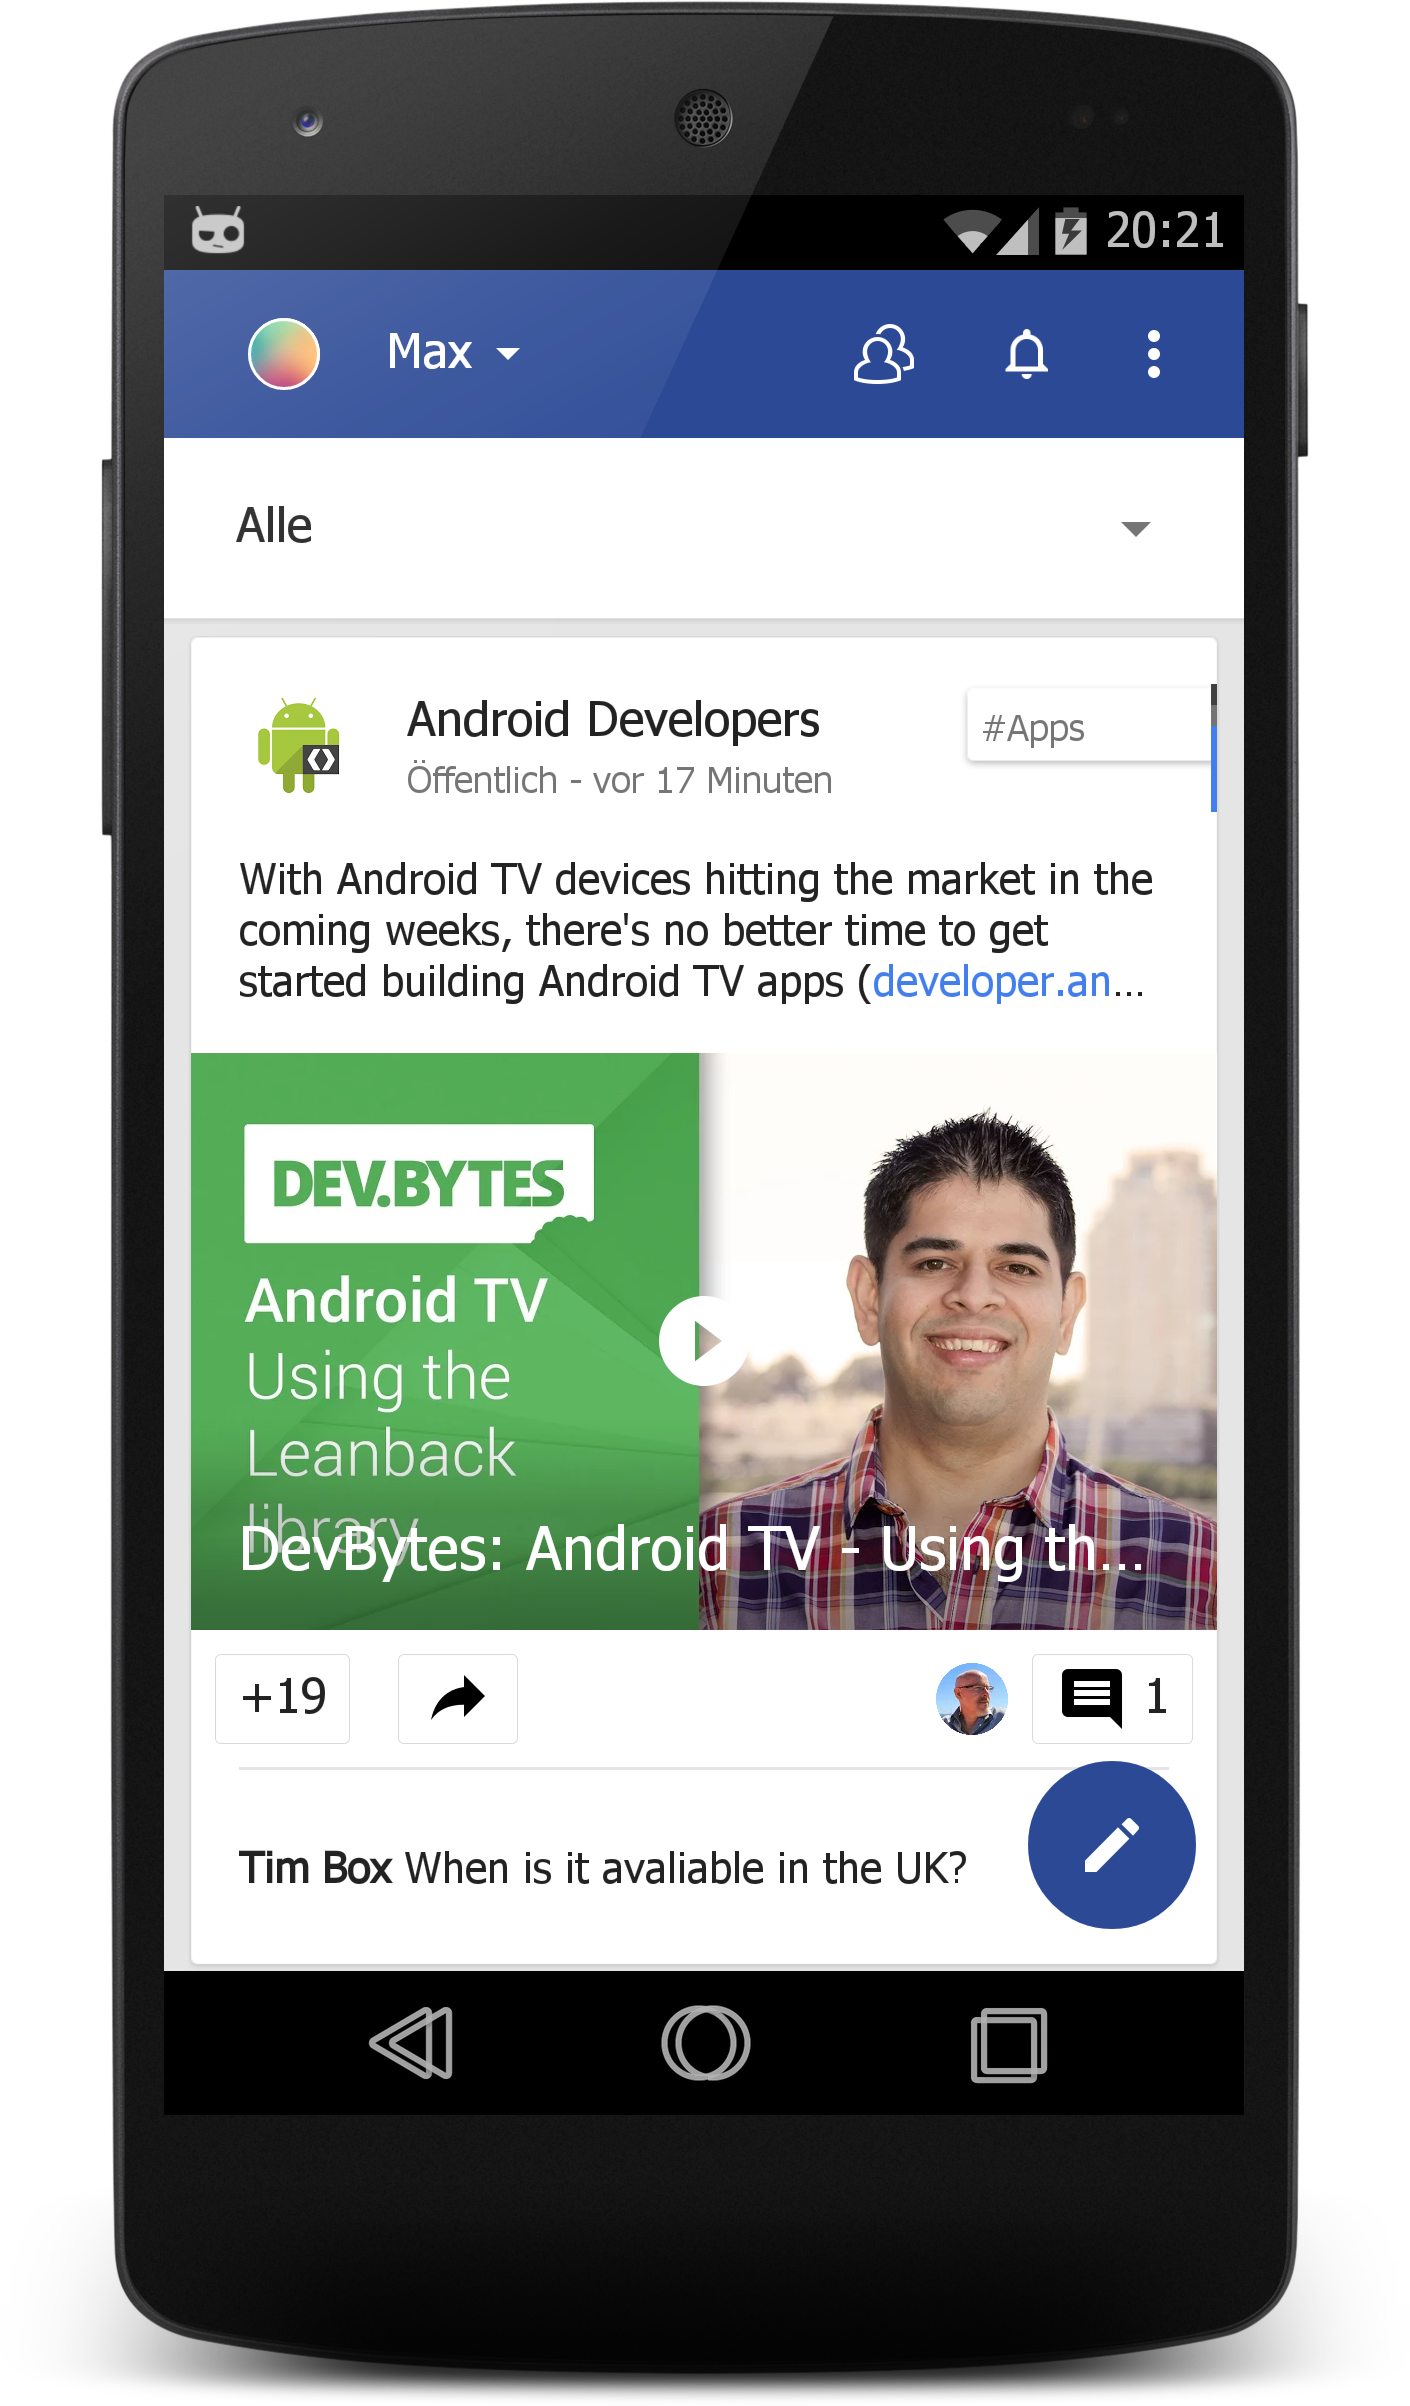 20:21
Max
Alle
Android Developers
#Apps
Öffentlich - vor 17 Minuten
With Android TV devices hitting the market in the
coming weeks, there's no better time to get
started building Android TV apps (developer.an...
DEV.BYTES
Android TV
Using the
Leanback
library
DevBytes: Android TV - Using th...
+19
1
Tim Box When is it avaliable in the UK?